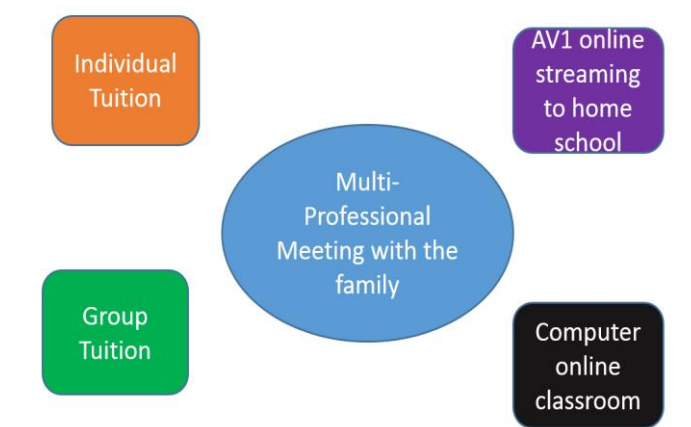 Individual
Tuition
AV1 online
streaming
to home
school
Multi-
Professional
Meeting with the
family
Group
Tuition
Computer
online
classroom